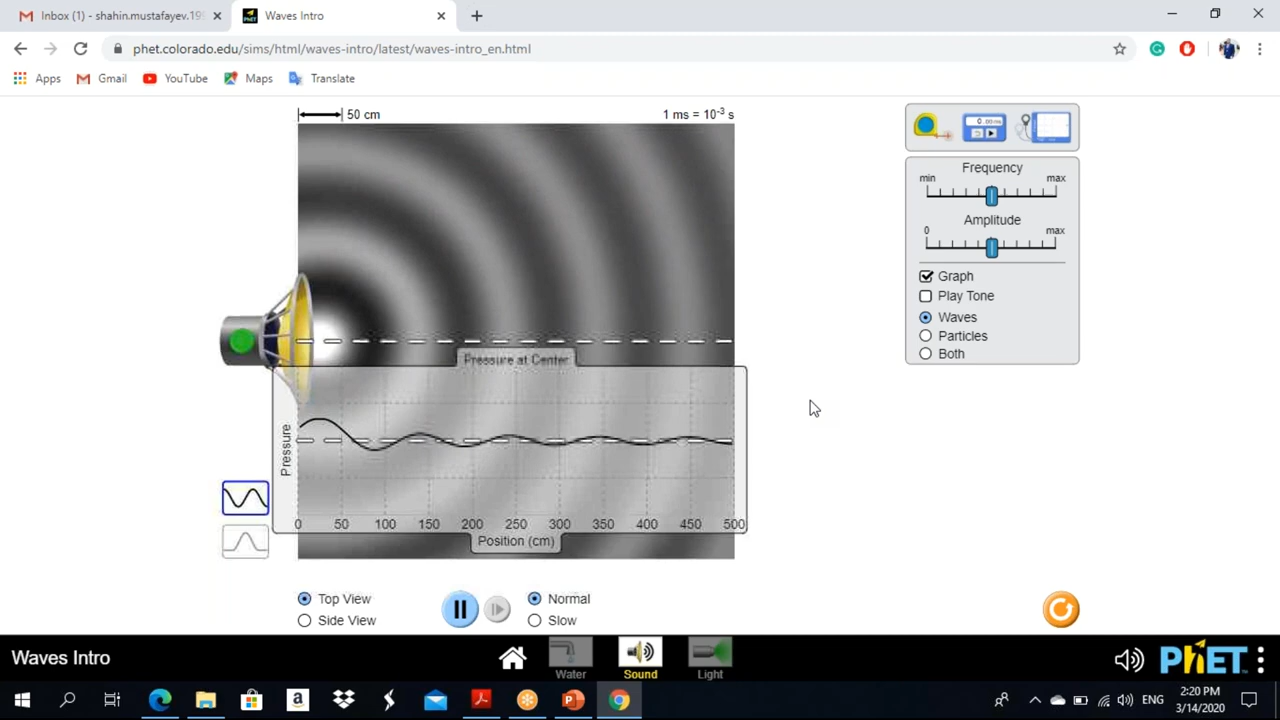 Inbox (1) - shahin.mustafayev.199
Waves Intro
phet.colorado.edu/sims/html/waves-intro/latest/waves-intro_en.html
Apps Gmail YouTube Maps Translate
50 cm
1 ms = 10⁻³ s
0.00 ms
Frequency
min max
Amplitude
0 max
Graph
Play Tone
Waves
Particles
Both
Pressure at Center
Pressure
0 50 100 150 200 250 300 350 400 450 500
Position (cm)
Top View
Side View
Normal
Slow
Waves Intro
Water
Sound
Light
PhET
ENG
2:20 PM
3/14/2020